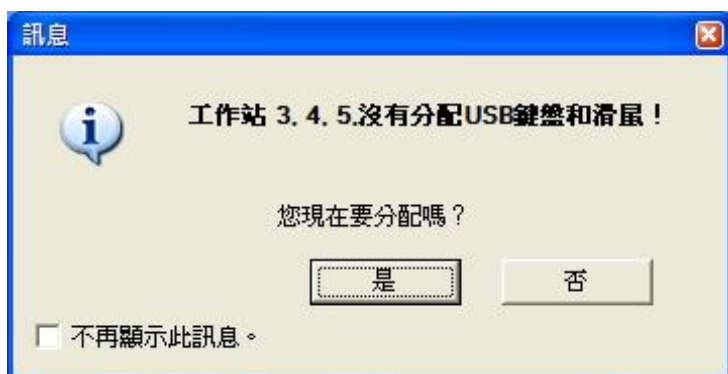 訊息
工作站 3, 4, 5,沒有分配USB鍵盤和滑鼠！
您現在要分配嗎？
是 否
不再顯示此訊息。